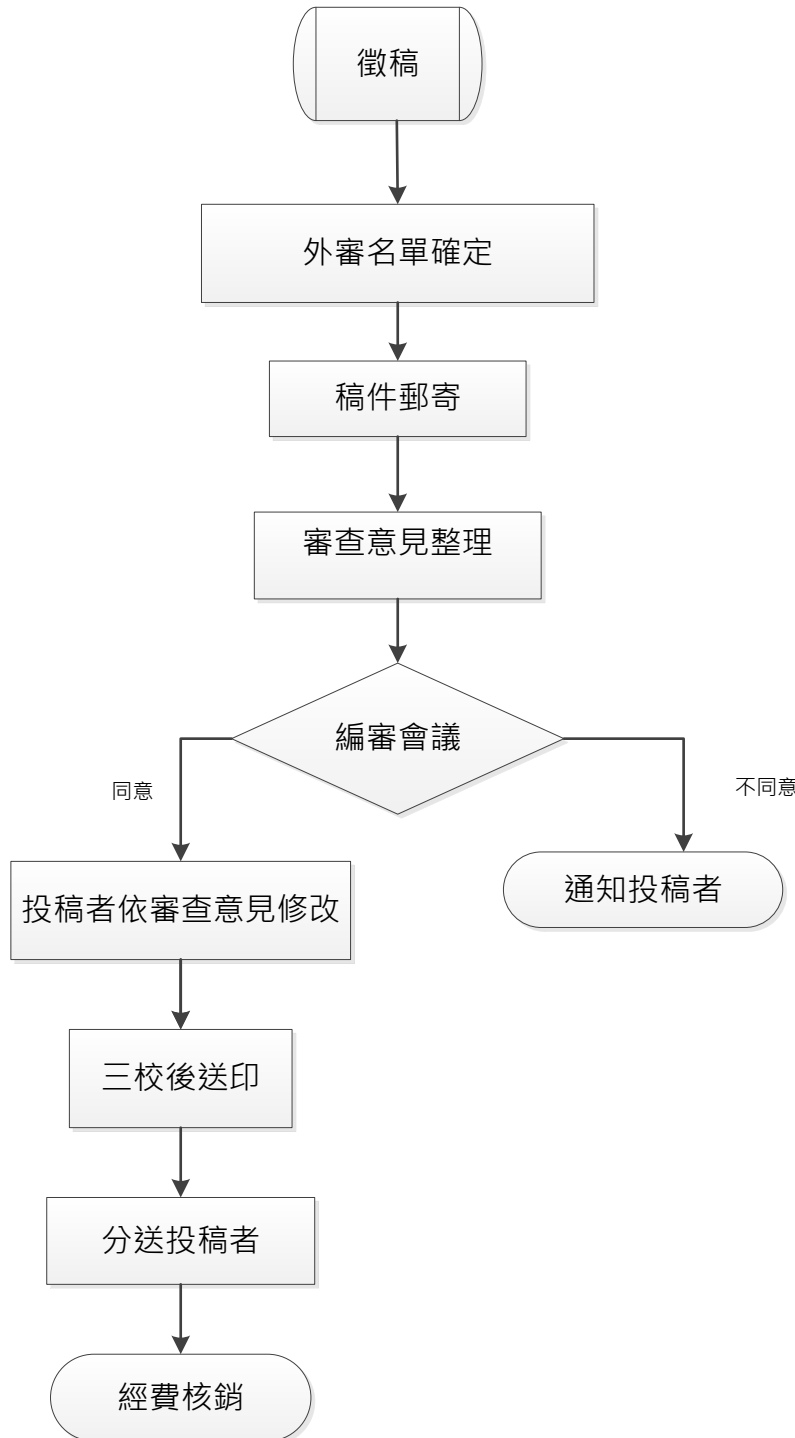 徵稿
外審名單確定
稿件郵寄
審查意見整理
編審會議
同意
不同意
投稿者依審查意見修改
通知投稿者
三校後送印
分送投稿者
經費核銷